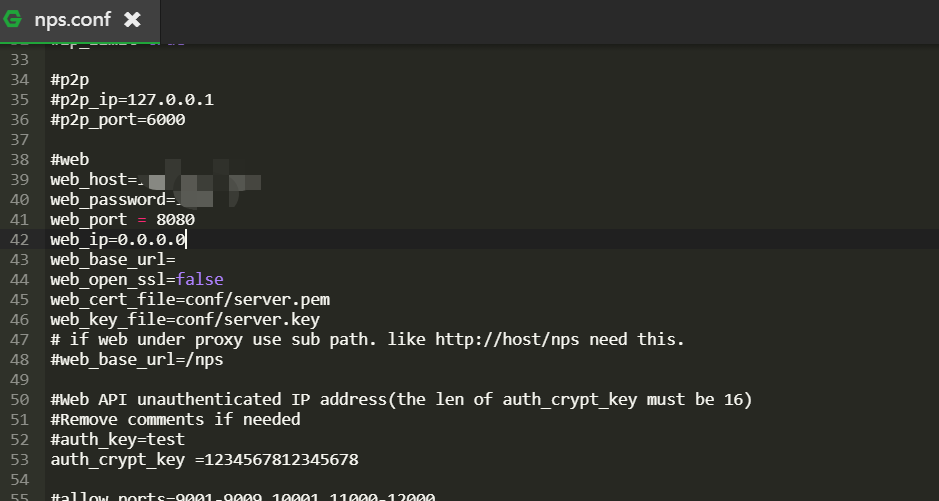 nps.conf
33
34 #p2p
35 #p2p_ip=127.0.0.1
36 #p2p_port=6000
37
38 #web
39 web_host=
40 web_password=
41 web_port = 8080
42 web_ip=0.0.0.0
43 web_base_url=
44 web_open_ssl=false
45 web_cert_file=conf/server.pem
46 web_key_file=conf/server.key
47 # if web under proxy use sub path. like http://host/nps need this.
48 #web_base_url=/nps
49
50 #Web API unauthenticated IP address(the len of auth_crypt_key must be 16)
51 #Remove comments if needed
52 #auth_key=test
53 auth_crypt_key =1234567812345678
54
55 #allow_ports=9001-9009,10001,11000-12000